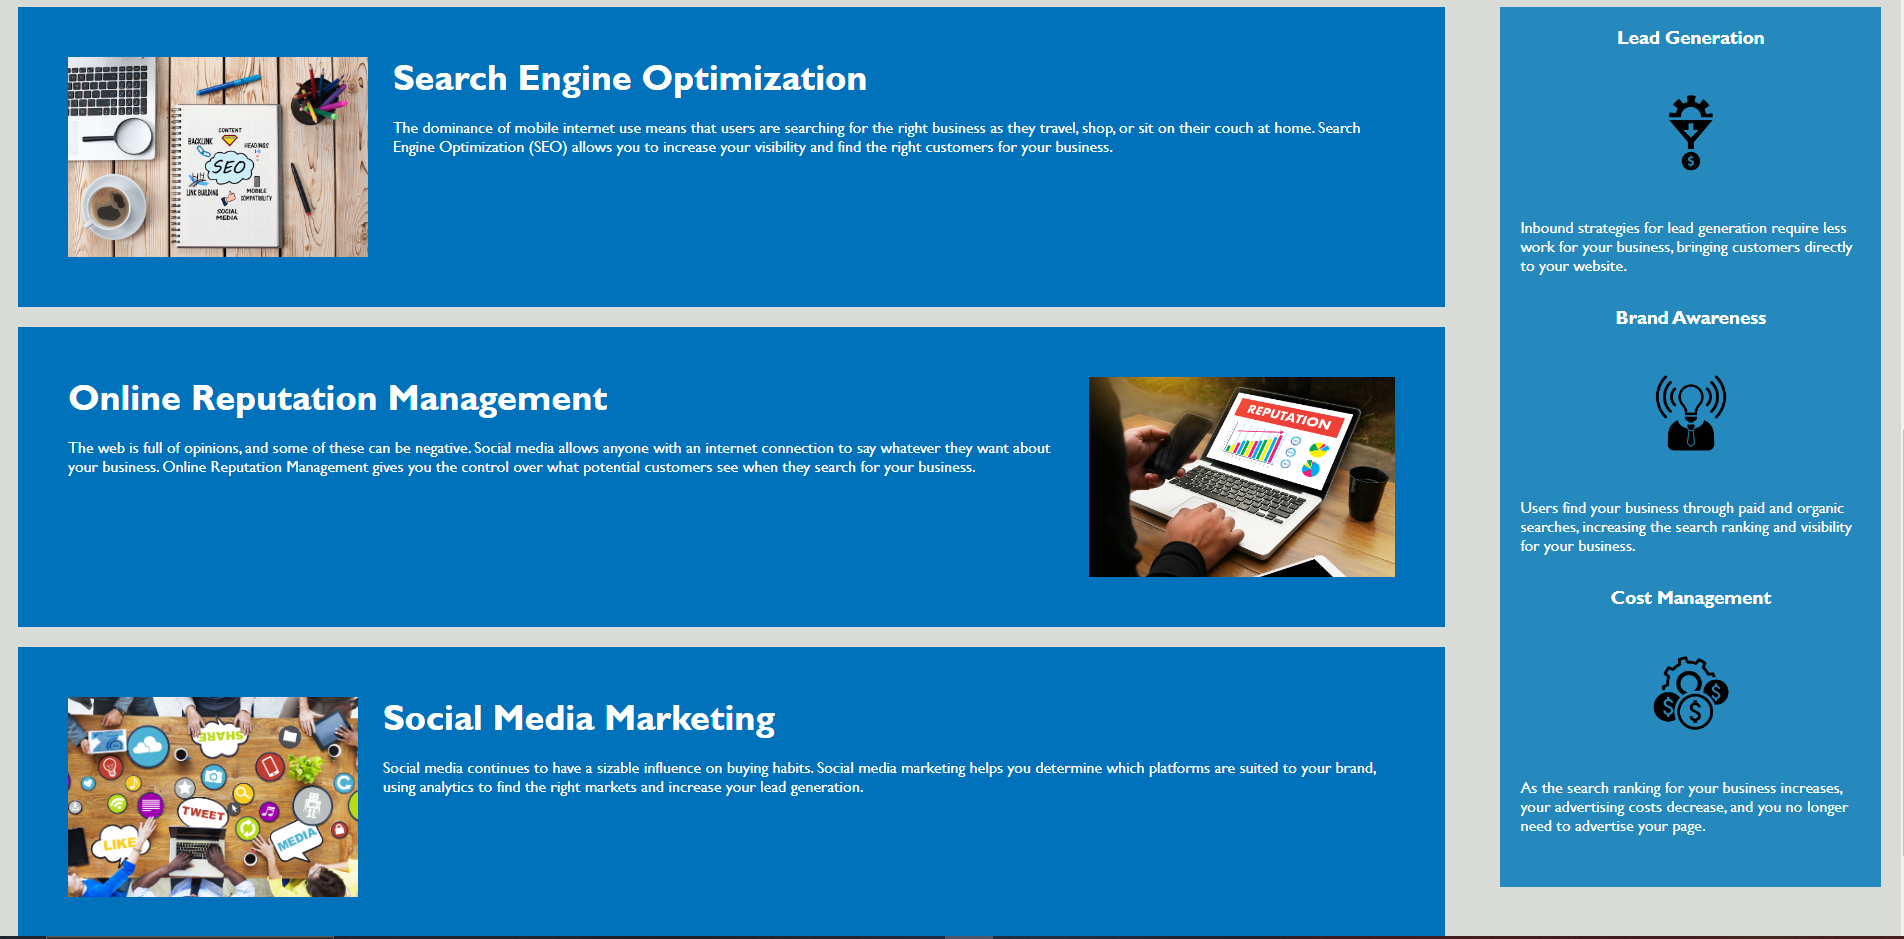 Search Engine Optimization
The dominance of mobile internet use means that users are searching for the right business as they travel, shop, or sit on their couch at home. Search
Engine Optimization (SEO) allows you to increase your visibility and find the right customers for your business.
CONTENT
BACKLINK
HEADINGS
SEO
LINK BUILDING
MOBILE
COMPATIBILITY
SOCIAL
MEDIA
Online Reputation Management
The web is full of opinions, and some of these can be negative. Social media allows anyone with an internet connection to say whatever they want about
your business. Online Reputation Management gives you the control over what potential customers see when they search for your business.
REPUTATION
Social Media Marketing
Social media continues to have a sizable influence on buying habits. Social media marketing helps you determine which platforms are suited to your brand,
using analytics to find the right markets and increase your lead generation.
SHARE
TWEET
LIKE
MEDIA
Lead Generation
$
Inbound strategies for lead generation require less
work for your business, bringing customers directly
to your website.
Brand Awareness
Users find your business through paid and organic
searches, increasing the search ranking and visibility
for your business.
Cost Management
$ $ $
As the search ranking for your business increases,
your advertising costs decrease, and you no longer
need to advertise your page.